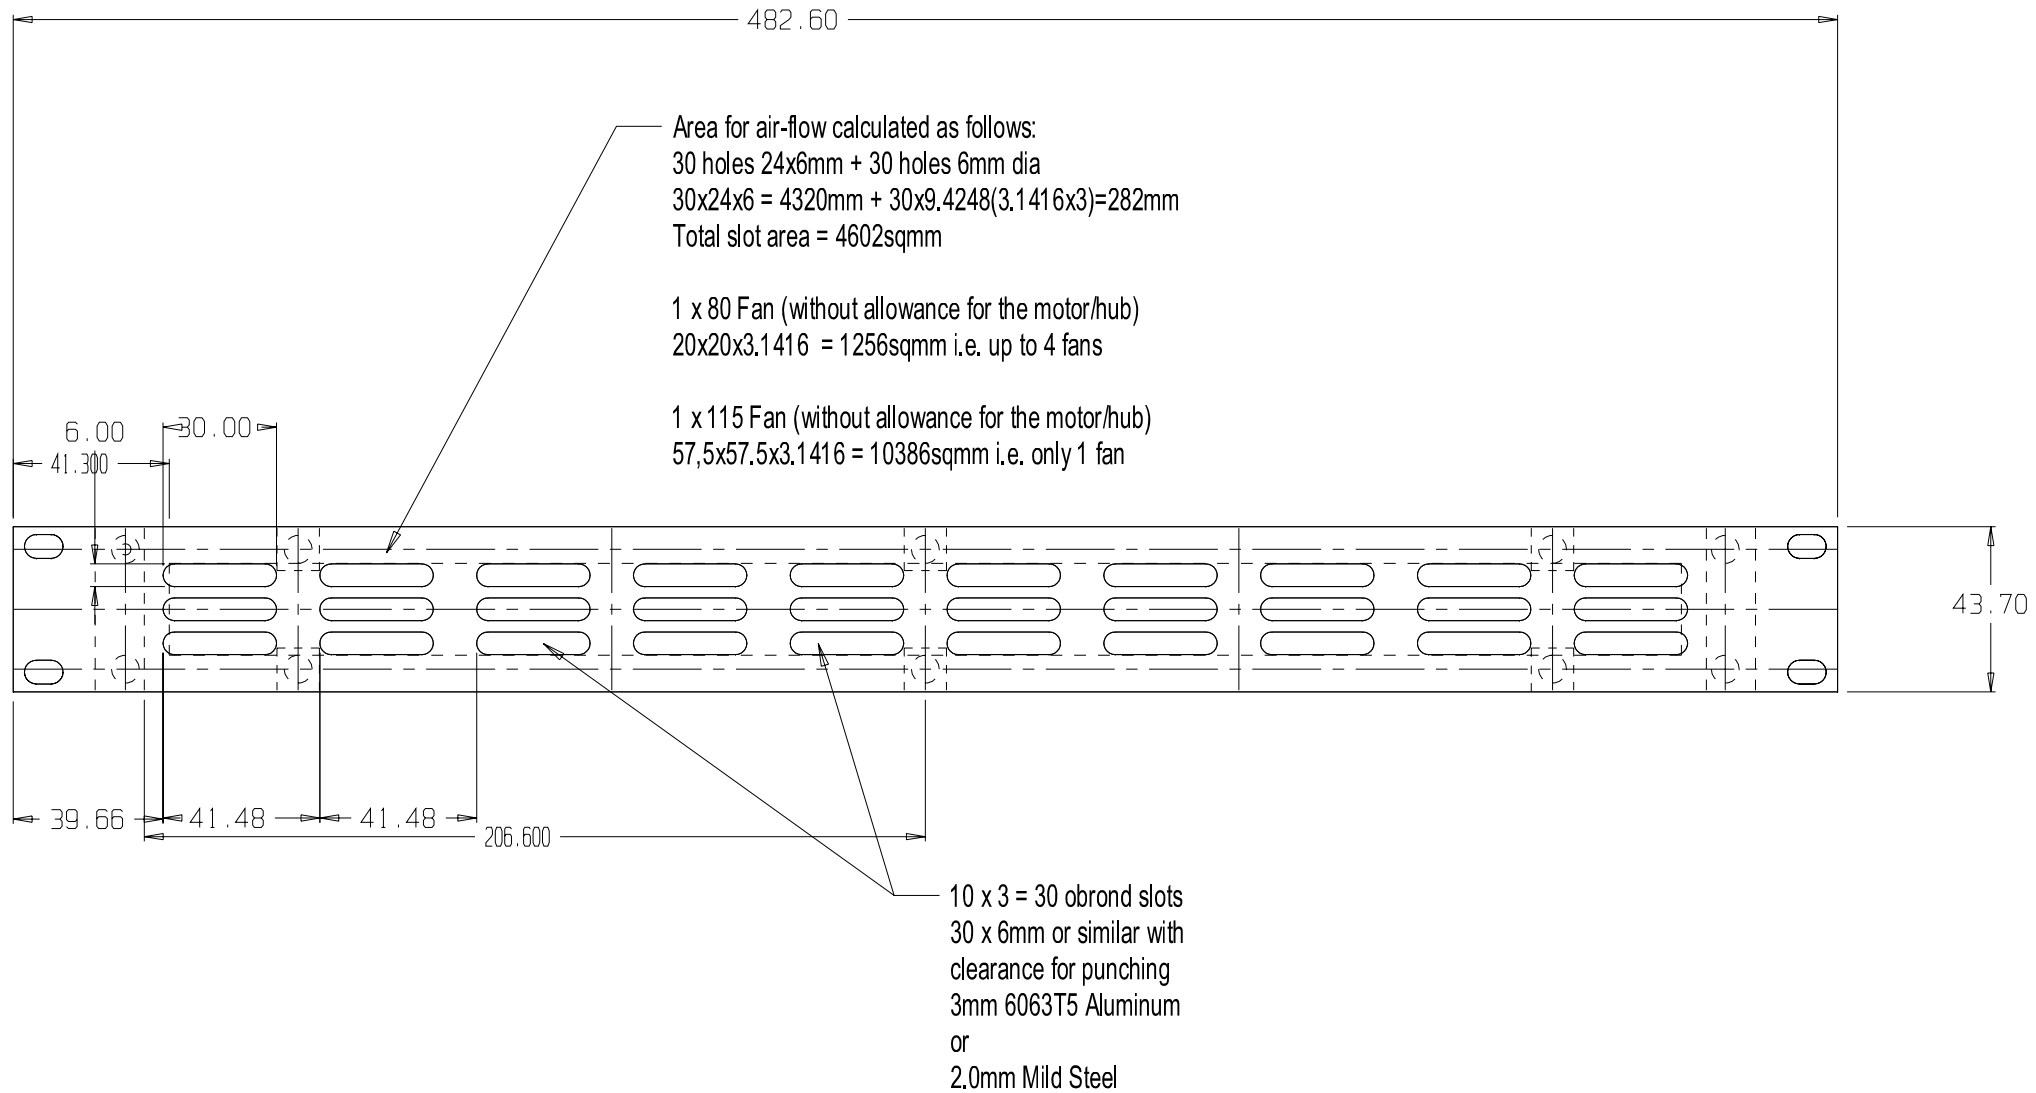 482.60
Area for air-flow calculated as follows:
30 holes 24x6mm + 30 holes 6mm dia
30x24x6 = 4320mm + 30x9.4248(3.1416x3)=282mm
Total slot area = 4602sqmm
1 x 80 Fan (without allowance for the motor/hub)
20x20x3.1416 = 1256sqmm i.e. up to 4 fans
1 x 115 Fan (without allowance for the motor/hub)
57,5x57.5x3.1416 = 10386sqmm i.e. only 1 fan
6.00
30.00
41.300
43.70
39.66
41.48
41.48
206.600
10 x 3 = 30 obrond slots
30 x 6mm or similar with
clearance for punching
3mm 6063T5 Aluminum
or
2.0mm Mild Steel